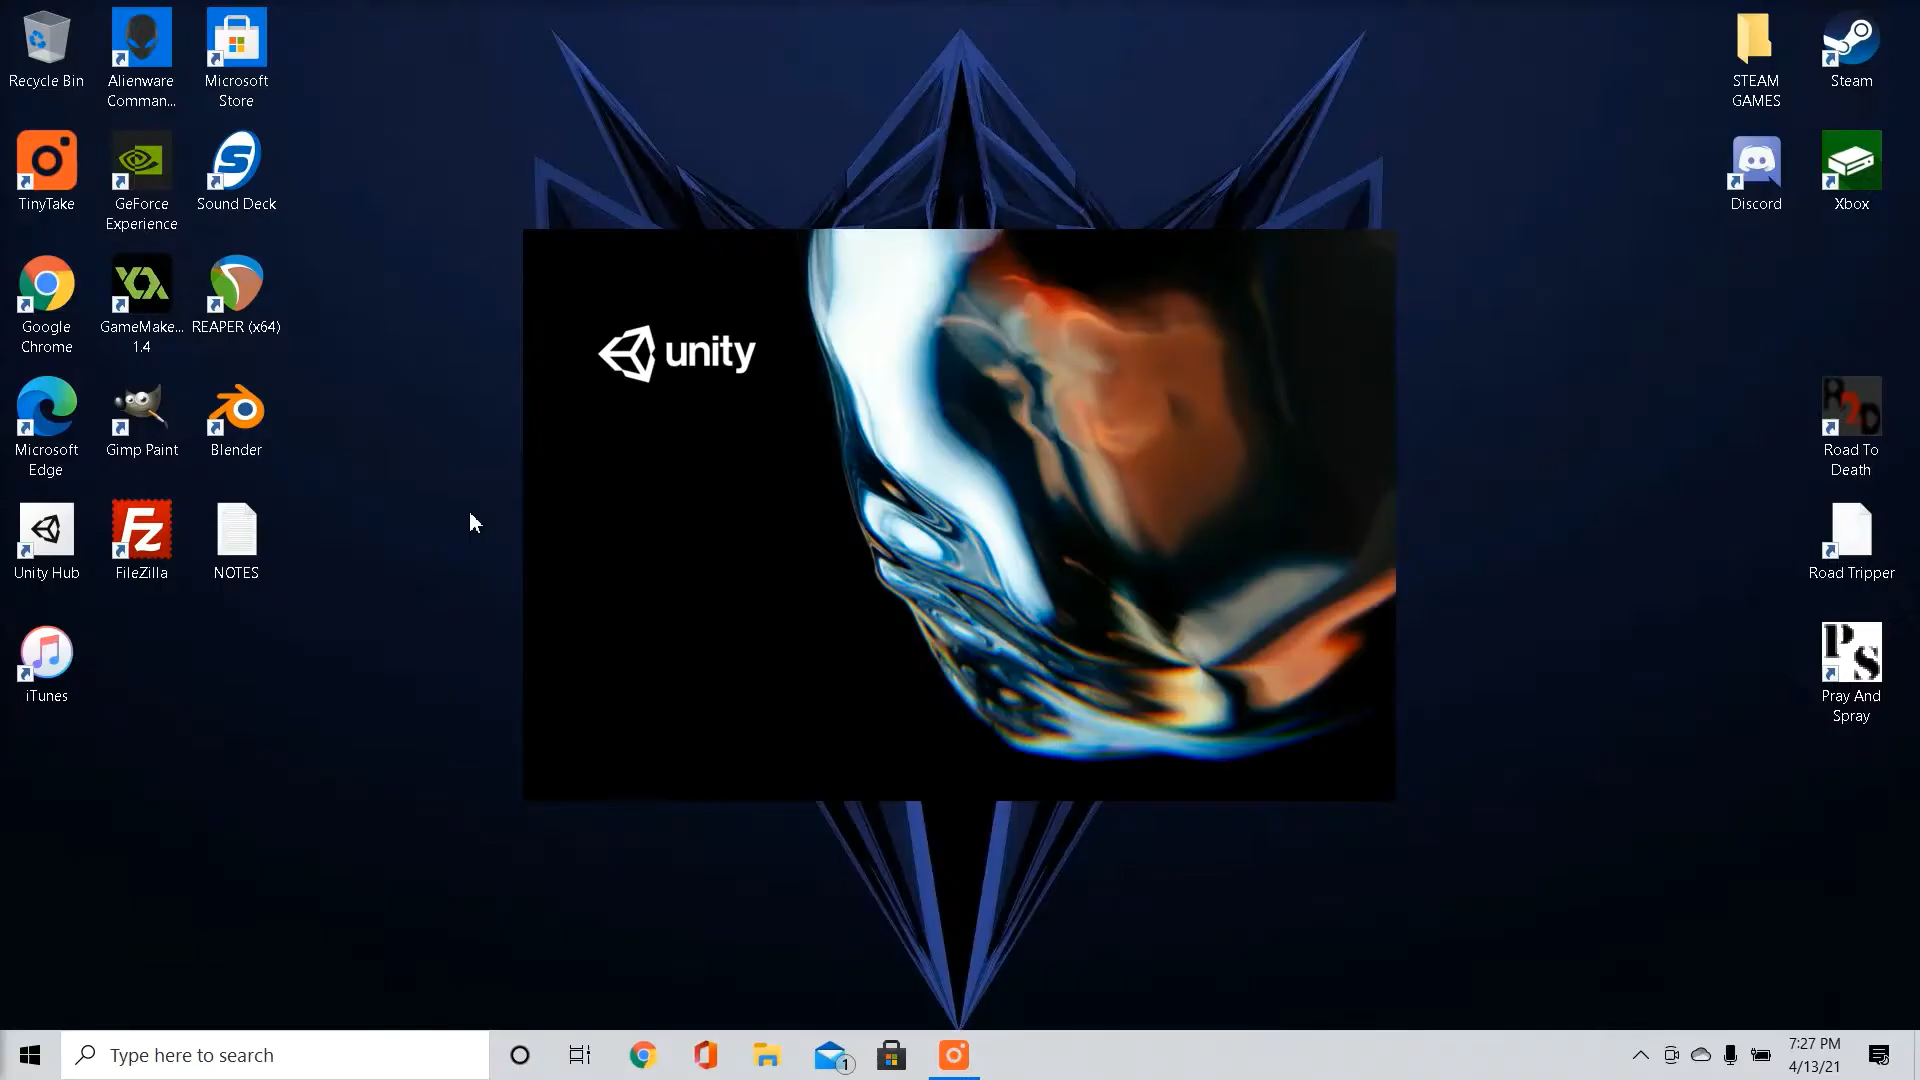 Recycle Bin
Alienware
Comman...
Microsoft
Store
TinyTake
GeForce
Experience
Sound Deck
Google
Chrome
GameMake...
1.4
REAPER (x64)
Microsoft
Edge
Gimp Paint
Blender
Unity Hub
FileZilla
NOTES
iTunes
unity
STEAM
GAMES
Steam
Discord
Xbox
R2D
Road To
Death
Road Tripper
PS
Pray And
Spray
Type here to search
1
7:27 PM
4/13/21